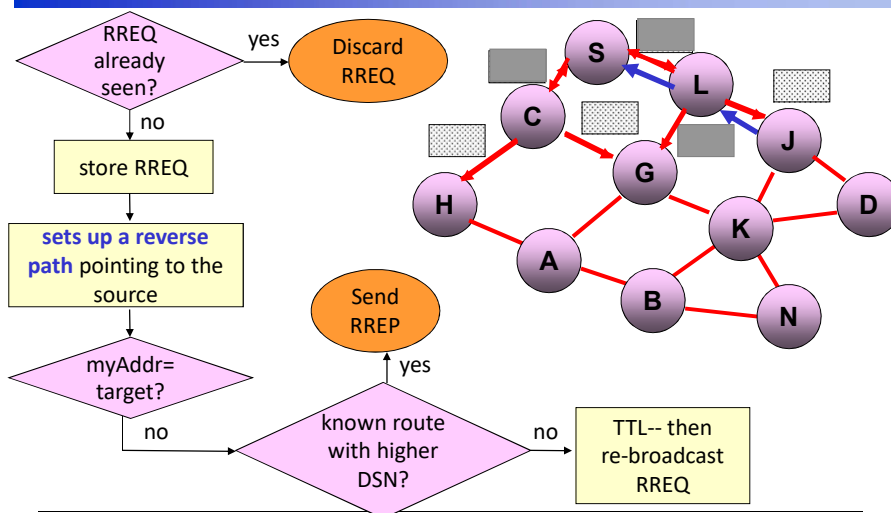 RREQ
already
seen?
yes
Discard
RREQ
no
store RREQ
sets up a reverse
path pointing to the
source
myAddr=
target?
no
Send
RREP
yes
known route
with higher
DSN?
no
TTL-- then
re-broadcast
RREQ
S
L
C
J
G
H
D
K
A
B
N